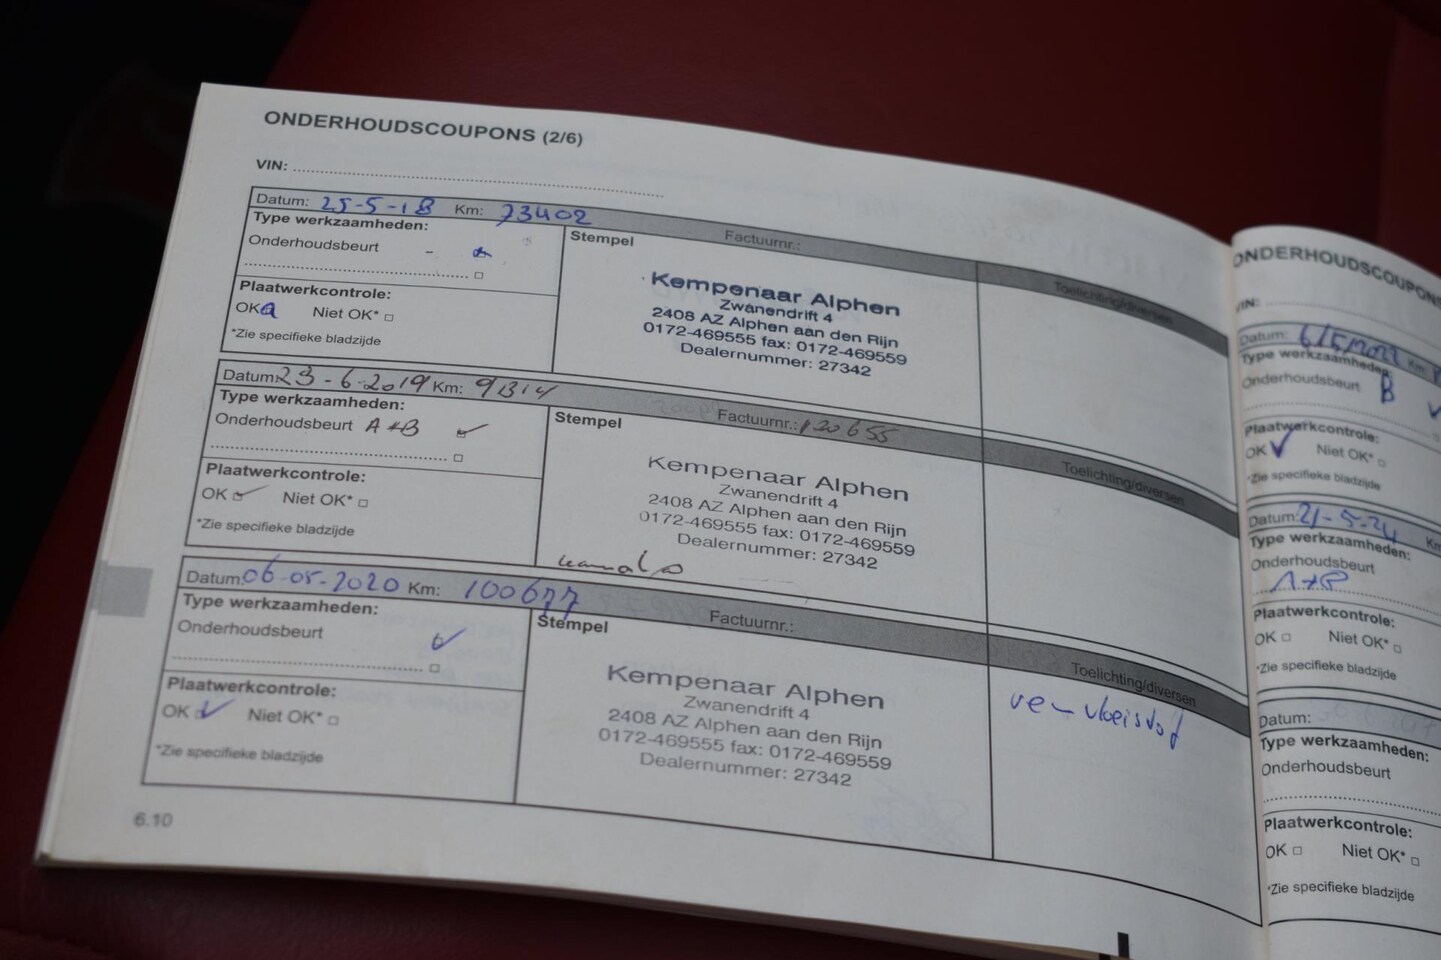 ONDERHOUDSCOUPONS (2/6)
VIN:
Datum: 25-5-18 Km: 73402
Factuurnr.:
Type werkzaamheden:
Onderhoudsbeurt
Plaatwerkcontrole:
OK Niet OK*
*Zie specifieke bladzijde
Stempel
Kempenaar Alphen
Zwanendrift 4
2408 AZ Alphen aan den Rijn
0172-469555 fax: 0172-469559
Dealernummer: 27342
Toelichting/diversen
Datum: 23-6-2019 Km: 91314
Factuurnr.: 120655
Type werkzaamheden:
Onderhoudsbeurt A+B
Plaatwerkcontrole:
OK Niet OK*
*Zie specifieke bladzijde
Stempel
Kempenaar Alphen
Zwanendrift 4
2408 AZ Alphen aan den Rijn
0172-469555 fax: 0172-469559
Dealernummer: 27342
Toelichting/diversen
Datum: 06-05-2020 Km: 100677
Factuurnr.:
Type werkzaamheden:
Onderhoudsbeurt
Plaatwerkcontrole:
OK Niet OK*
*Zie specifieke bladzijde
Stempel
Kempenaar Alphen
Zwanendrift 4
2408 AZ Alphen aan den Rijn
0172-469555 fax: 0172-469559
Dealernummer: 27342
Toelichting/diversen
6.10
ONDERHOUDSCOUPONS
VIN:
Datum: Km
Type werkzaamheden:
Onderhoudsbeurt B
Plaatwerkcontrole:
OK Niet OK*
*Zie specifieke bladzijde
Datum: 21-5-24 Km
Type werkzaamheden:
Onderhoudsbeurt
A+B
Plaatwerkcontrole:
OK Niet OK*
*Zie specifieke bladzijde
Datum:
Type werkzaamheden:
Onderhoudsbeurt
Plaatwerkcontrole:
OK Niet OK*
*Zie specifieke bladzijde